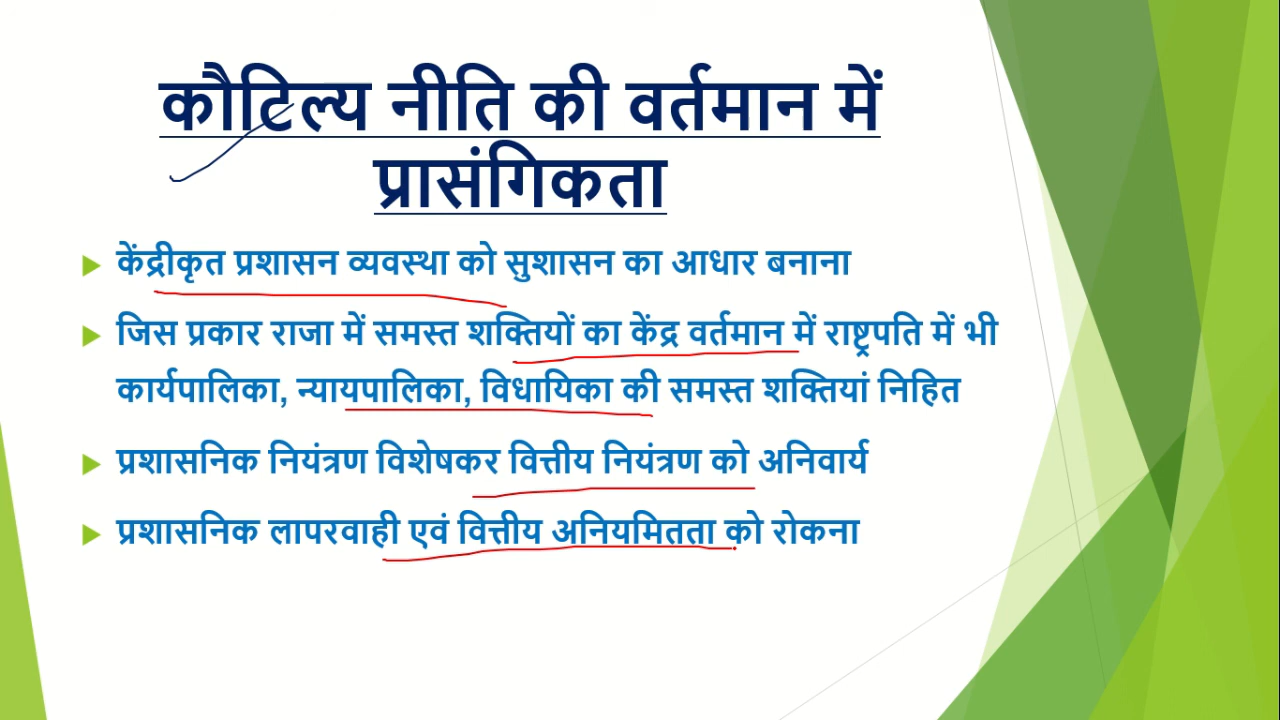 कौटिल्य नीति की वर्तमान में
प्रासंगिकता
केंद्रीकृत प्रशासन व्यवस्था को सुशासन का आधार बनाना
जिस प्रकार राजा में समस्त शक्तियों का केंद्र वर्तमान में राष्ट्रपति में भी
कार्यपालिका, न्यायपालिका, विधायिका की समस्त शक्तियां निहित
प्रशासनिक नियंत्रण विशेषकर वित्तीय नियंत्रण को अनिवार्य
प्रशासनिक लापरवाही एवं वित्तीय अनियमितता को रोकना